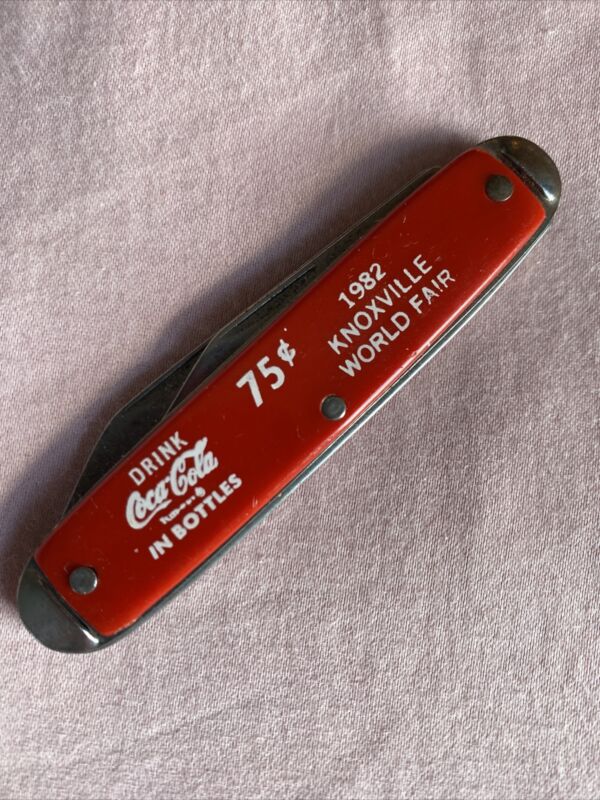 DRINK
Coca-Cola
IN BOTTLES
75¢
1982
KNOXVILLE
WORLD FAIR